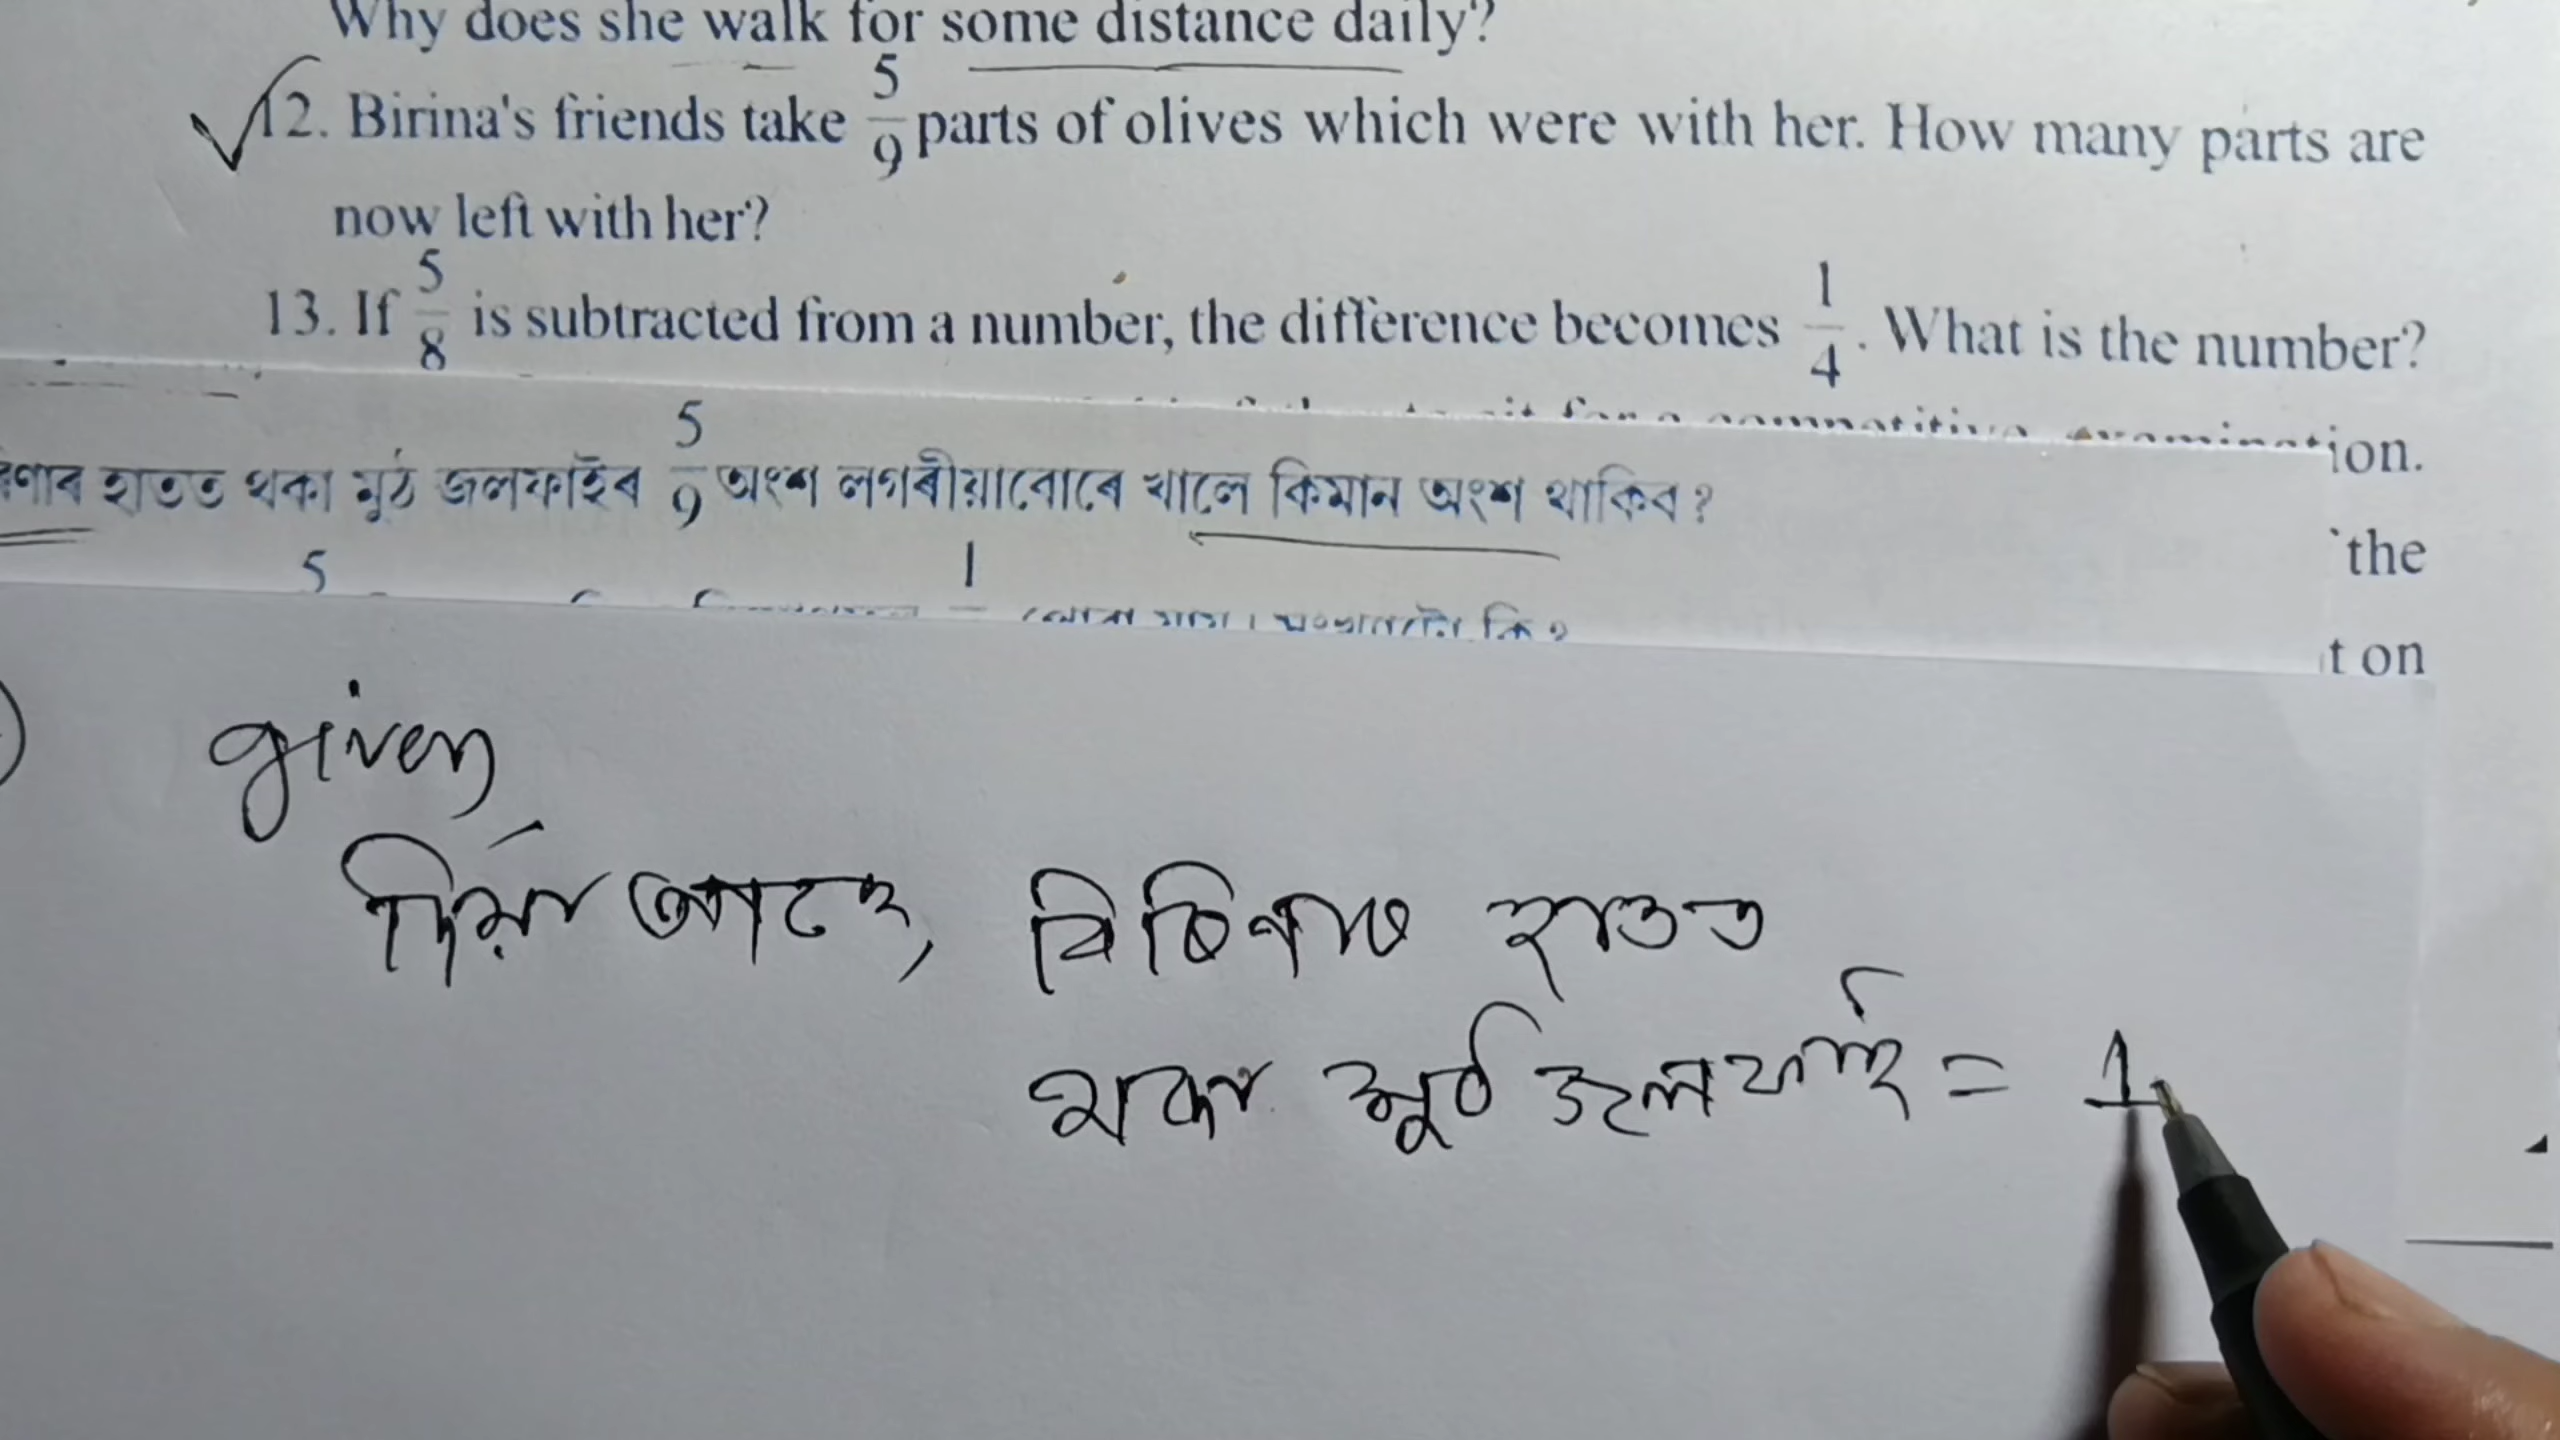 Why does she walk for some distance daily?
12. Birina's friends take 5/9 parts of olives which were with her. How many parts are
now left with her?
13. If 5/8 is subtracted from a number, the difference becomes 1/4. What is the number?
ion.
হাতত থকা মুঠ জলফাইৰ 5/9 অংশ লগৰীয়াবোৰে খালে কিমান অংশ থাকিব?
the
5 1
t on
given
দিয়া আছে, বিৰিণাৰ হাতত
থকা মুঠ জলফাই = 1